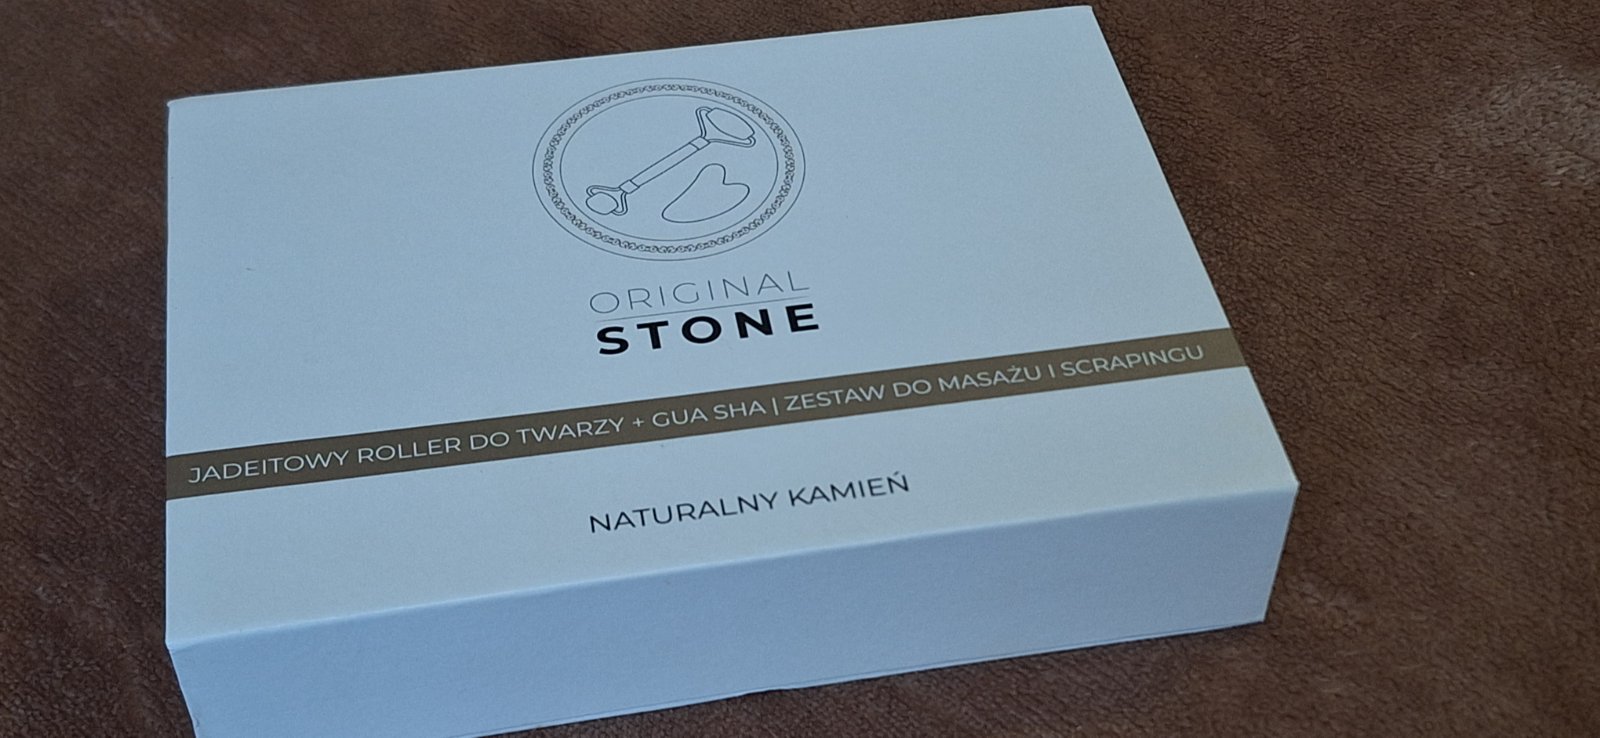 ORIGINAL
STONE
JADEITOWY ROLLER DO TWARZY + GUA SHA | ZESTAW DO MASAŻU I SCRAPINGU
NATURALNY KAMIEŃ